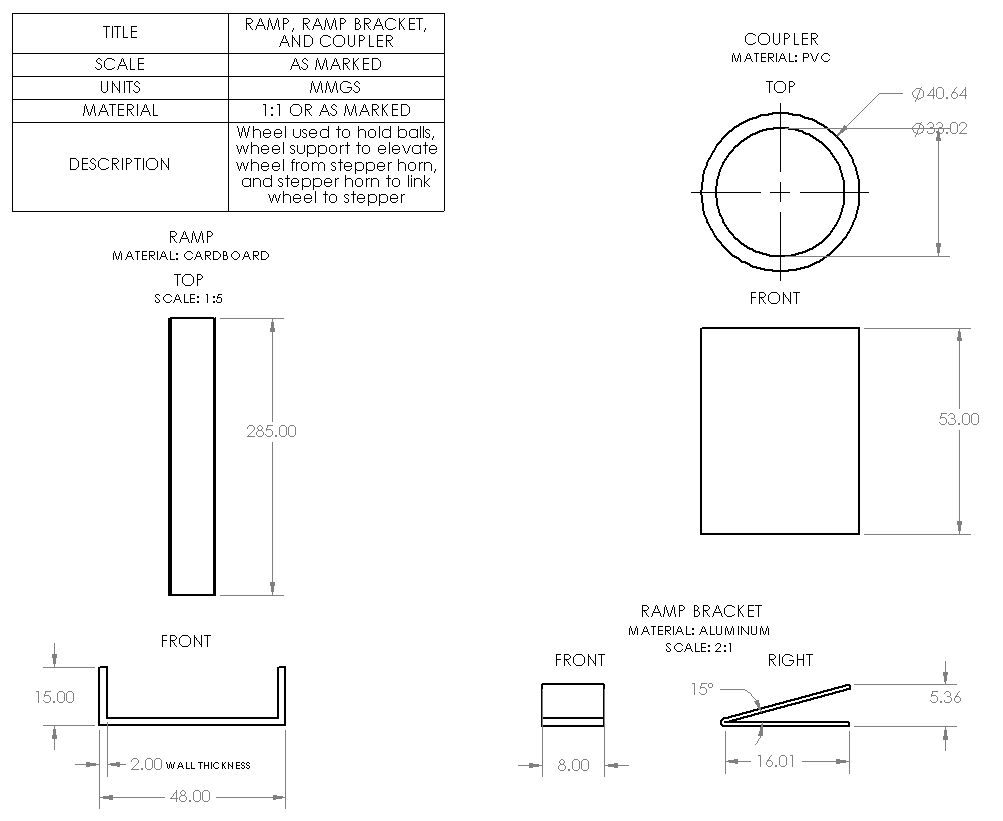 TITLE
RAMP, RAMP BRACKET,
AND COUPLER
SCALE
AS MARKED
UNITS
MMGS
MATERIAL
1:1 OR AS MARKED
DESCRIPTION
Wheel used to hold balls,
wheel support to elevate
wheel from stepper horn,
and stepper horn to link
wheel to stepper
RAMP
MATERIAL: CARDBOARD
TOP
SCALE: 1:5
285.00
FRONT
15.00
2.00 WALL THICKNESS
48.00
COUPLER
MATERIAL: PVC
TOP
⌀40.64
⌀33.02
FRONT
53.00
RAMP BRACKET
MATERIAL: ALUMINUM
SCALE: 2:1
FRONT
RIGHT
15°
5.36
8.00
16.01